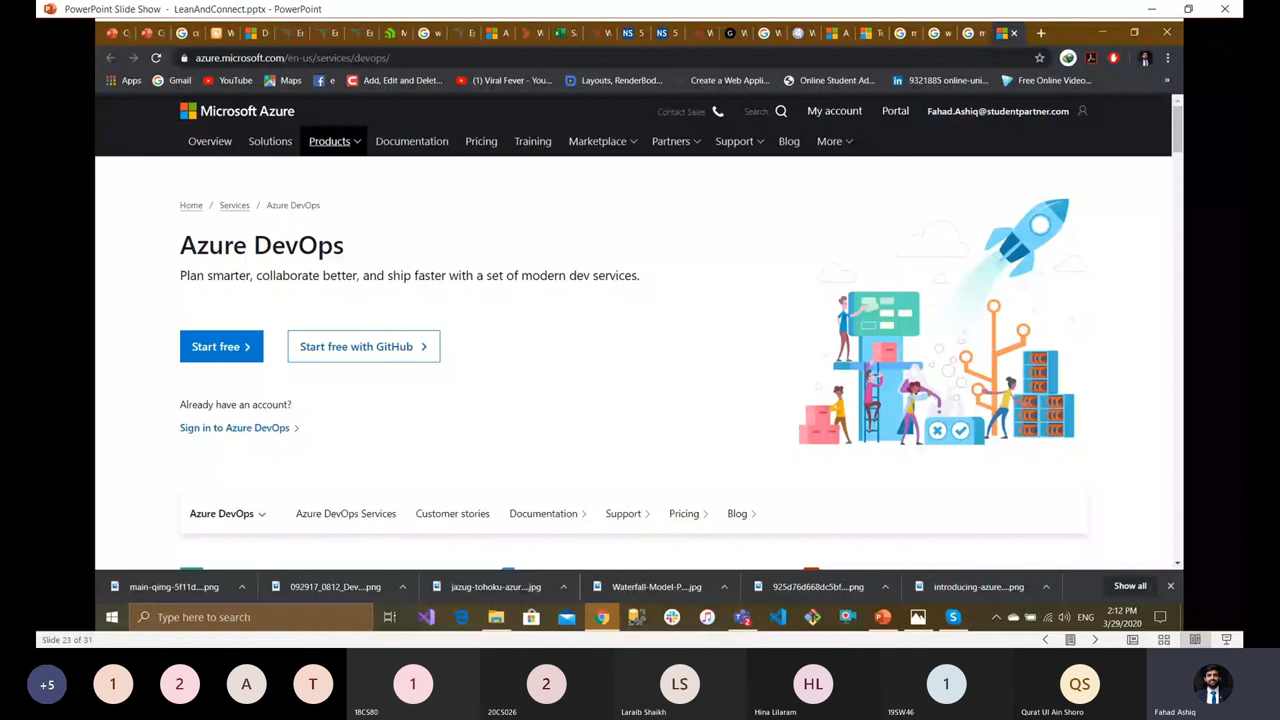 PowerPoint Slide Show - LeanAndConnect.pptx - PowerPoint
azure.microsoft.com/en-us/services/devops/
Apps
Gmail
YouTube
Maps
Add, Edit and Delet...
(1) Viral Fever - You...
Layouts, RenderBod...
Create a Web Appli...
Online Student Ad...
9321885 online-uni...
Free Online Video...
Microsoft Azure
Contact Sales
Search
My account
Portal
Fahad.Ashiq@studentpartner.com
Overview
Solutions
Products
Documentation
Pricing
Training
Marketplace
Partners
Support
Blog
More
Home / Services / Azure DevOps
Azure DevOps
Plan smarter, collaborate better, and ship faster with a set of modern dev services.
Start free
Start free with GitHub
Already have an account?
Sign in to Azure DevOps
Azure DevOps
Azure DevOps Services
Customer stories
Documentation
Support
Pricing
Blog
main-qimg-5f11d....png
092917_0812_Dev....png
jazug-tohoku-azur....jpg
Waterfall-Model-P....jpg
925d76d668dc5bf....png
introducing-azure....png
Show all
Type here to search
ENG
2:12 PM
3/29/2020
Slide 23 of 31
+5
1
2
A
T
1
18CS80
2
20CS026
LS
Laraib Shaikh
HL
Hina Lilaram
1
19SW46
QS
Qurat Ul Ain Shoro
Fahad Ashiq